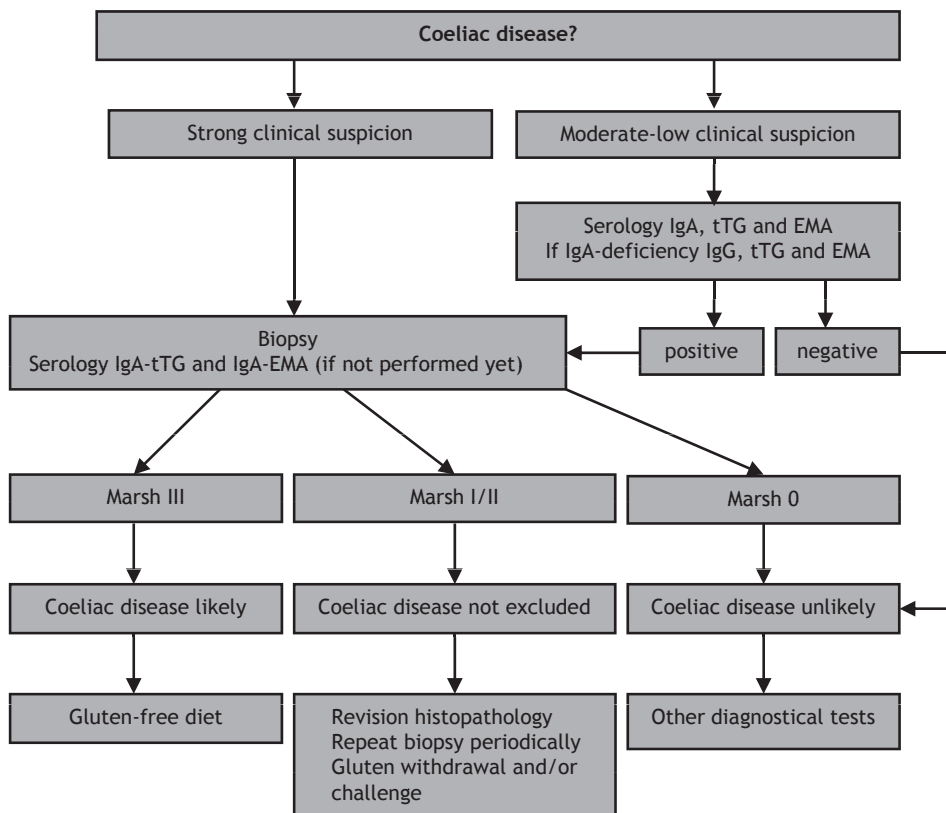 Coeliac disease?
Strong clinical suspicion
Moderate-low clinical suspicion
Serology IgA, tTG and EMA
If IgA-deficiency IgG, tTG and EMA
Biopsy
Serology IgA-tTG and IgA-EMA (if not performed yet)
positive
negative
Marsh III
Marsh I/II
Marsh 0
Coeliac disease likely
Coeliac disease not excluded
Coeliac disease unlikely
Gluten-free diet
Revision histopathology
Repeat biopsy periodically
Gluten withdrawal and/or
challenge
Other diagnostical tests